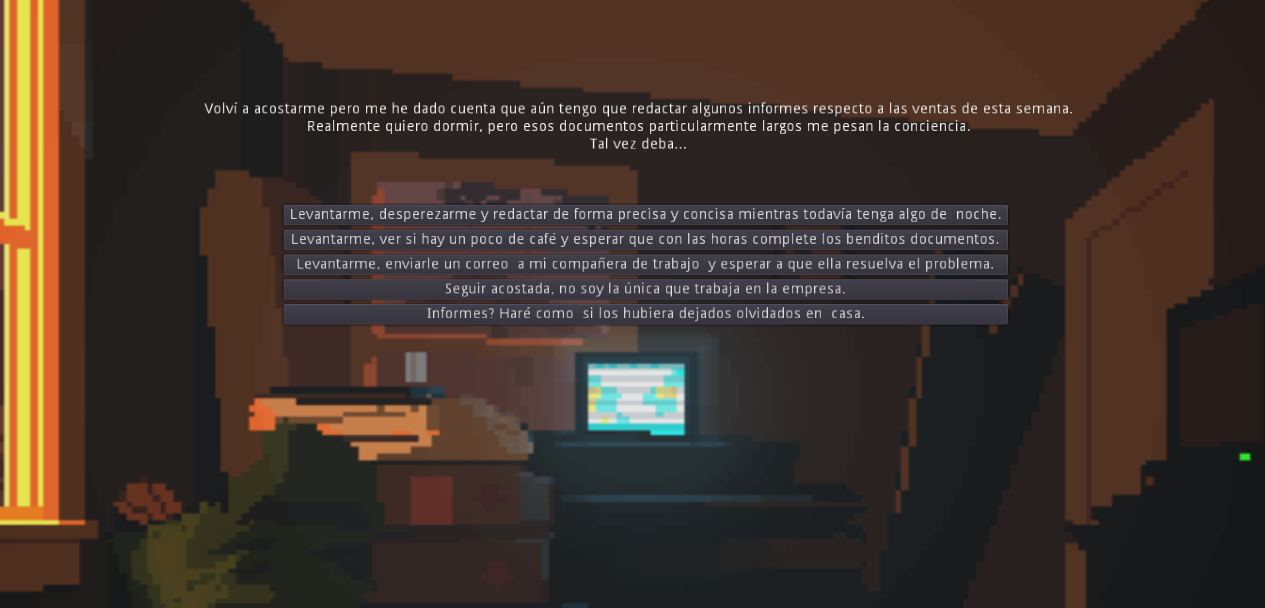 Volví a acostarme pero me he dado cuenta que aún tengo que redactar algunos informes respecto a las ventas de esta semana.
Realmente quiero dormir, pero esos documentos particularmente largos me pesan la conciencia.
Tal vez deba...
Levantarme, desperezarme y redactar de forma precisa y concisa mientras todavía tenga algo de  noche.
Levantarme, ver si hay un poco de café y esperar que con las horas complete los benditos documentos.
Levantarme, enviarle un correo  a mi compañera de trabajo  y esperar a que ella resuelva el problema.
Seguir acostada, no soy la única que trabaja en la empresa.
Informes? Haré como  si los hubiera dejados olvidados en  casa.